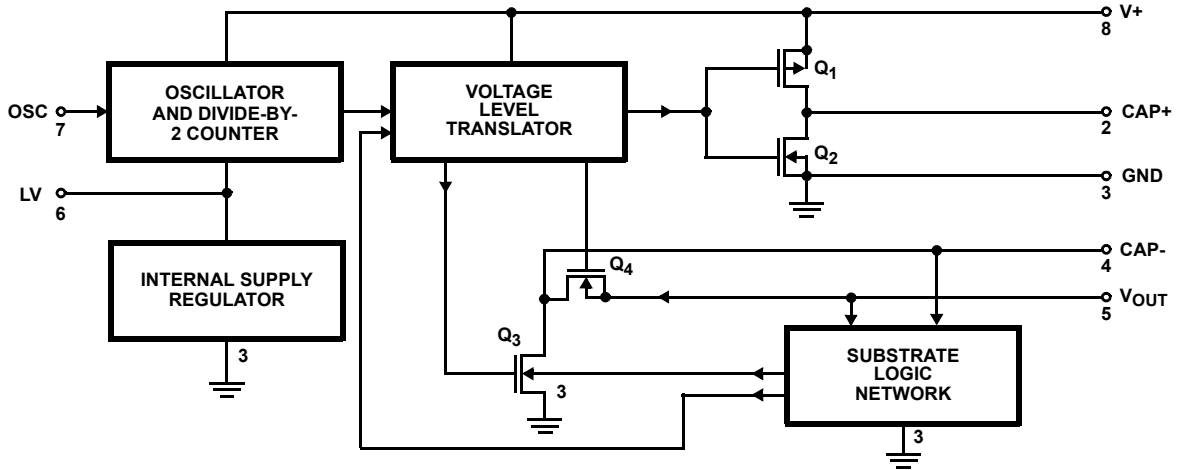 V+
8
OSCILLATOR
AND DIVIDE-BY-
2 COUNTER
VOLTAGE
LEVEL
TRANSLATOR
Q1
OSC
7
CAP+
2
Q2
GND
3
LV
6
CAP-
4
INTERNAL SUPPLY
REGULATOR
Q4
VOUT
5
3
Q3
3
SUBSTRATE
LOGIC
NETWORK
3